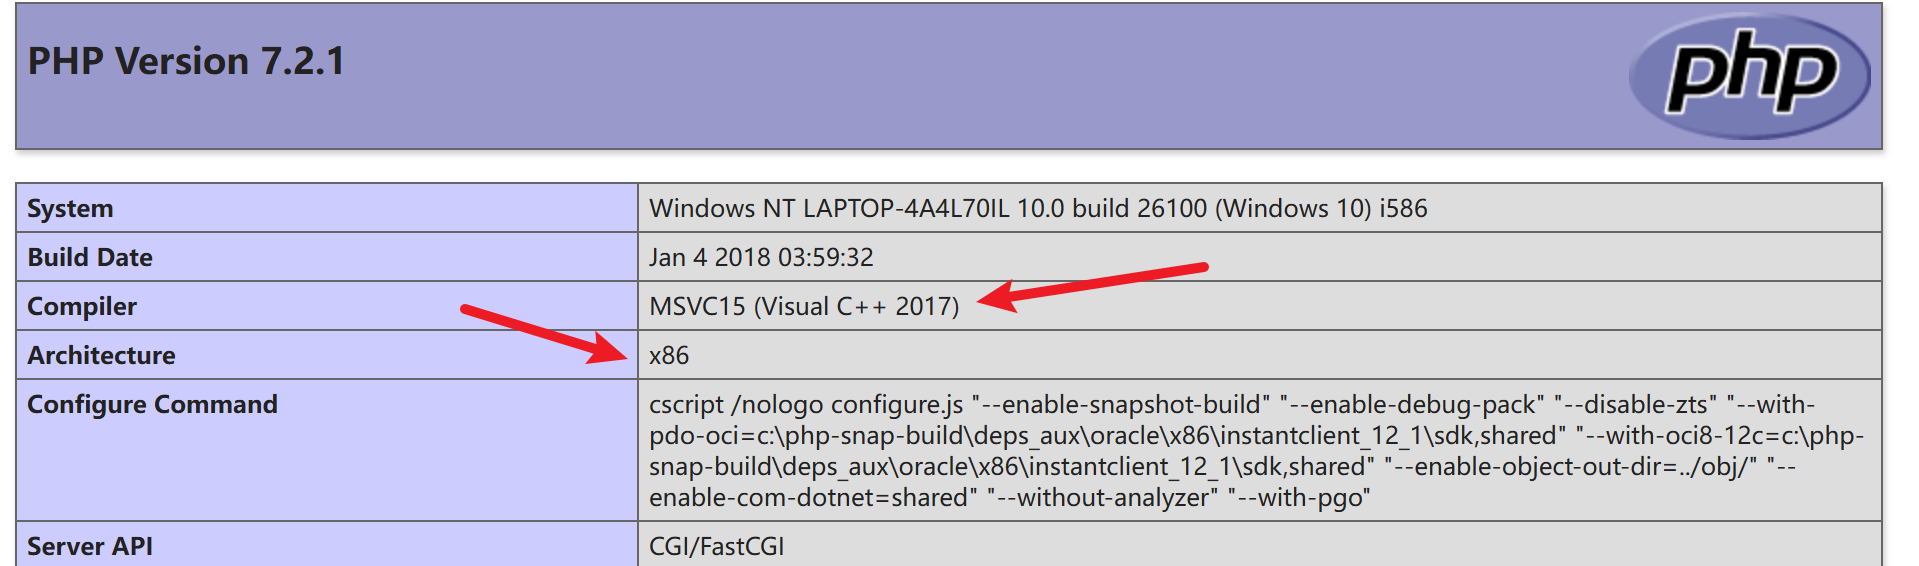 PHP Version 7.2.1
php
System
Windows NT LAPTOP-4A4L70IL 10.0 build 26100 (Windows 10) i586
Build Date
Jan 4 2018 03:59:32
Compiler
MSVC15 (Visual C++ 2017)
Architecture
x86
Configure Command
cscript /nologo configure.js "--enable-snapshot-build" "--enable-debug-pack" "--disable-zts" "--with-
pdo-oci=c:\php-snap-build\deps_aux\oracle\x86\instantclient_12_1\sdk,shared" "--with-oci8-12c=c:\php-
snap-build\deps_aux\oracle\x86\instantclient_12_1\sdk,shared" "--enable-object-out-dir=../obj/" "--
enable-com-dotnet=shared" "--without-analyzer" "--with-pgo"
Server API
CGI/FastCGI